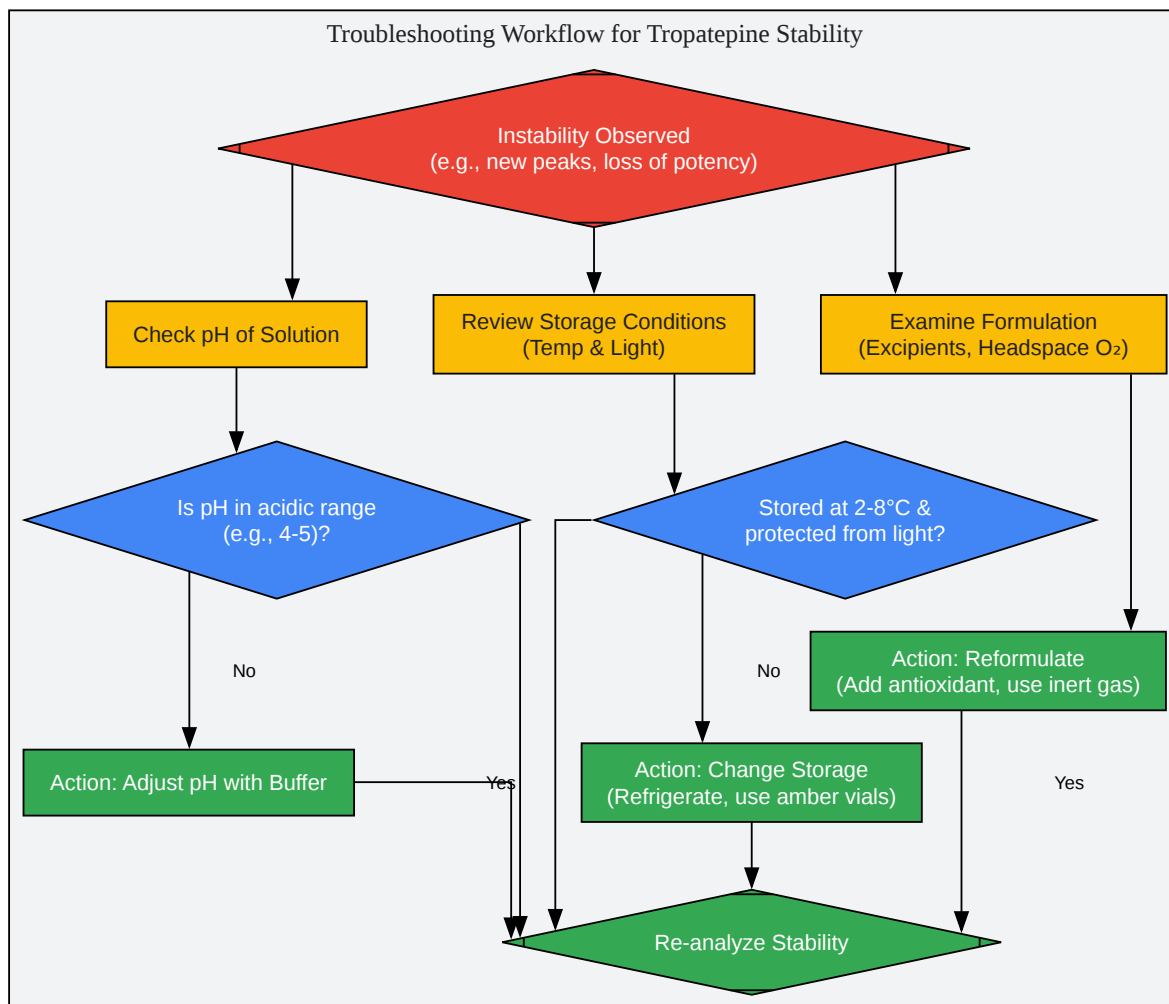 Troubleshooting Workflow for Tropatepine Stability
Instability Observed
(e.g., new peaks, loss of potency)
Check pH of Solution
Review Storage Conditions
(Temp & Light)
Examine Formulation
(Excipients, Headspace O₂)
Is pH in acidic range
(e.g., 4-5)?
Stored at 2-8°C &
protected from light?
No
No
Action: Reformulate
(Add antioxidant, use inert gas)
Action: Adjust pH with Buffer
Yes
Action: Change Storage
(Refrigerate, use amber vials)
Yes
Re-analyze Stability